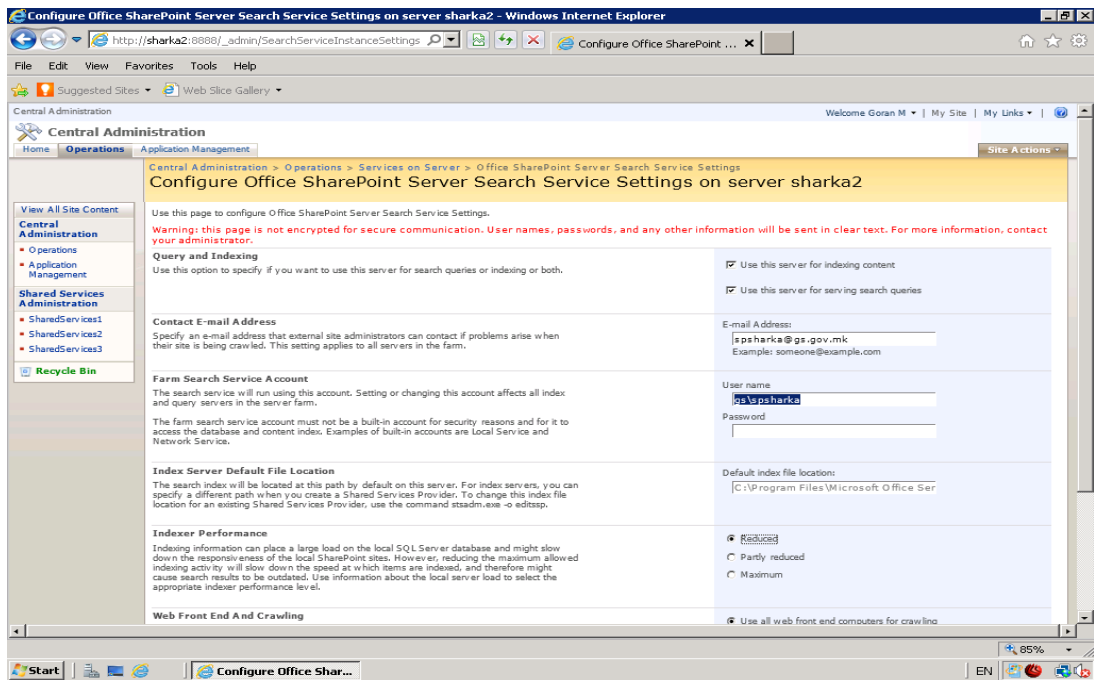 Configure Office SharePoint Server Search Service Settings on server sharka2 - Windows Internet Explorer
http://sharka2:8888/_admin/SearchServiceInstanceSettings
Configure Office SharePoint ...
File Edit View Favorites Tools Help
Suggested Sites Web Slice Gallery
Central Administration
Welcome Goran M | My Site | My Links |
Central Administration
Home Operations Application Management
Site Actions
Central Administration > Operations > Services on Server > Office SharePoint Server Search Service Settings
Configure Office SharePoint Server Search Service Settings on server sharka2
View All Site Content
Central
Administration
Operations
Application
Management
Shared Services
Administration
SharedServices1
SharedServices2
SharedServices3
Recycle Bin
Use this page to configure Office SharePoint Server Search Service Settings.
Warning: this page is not encrypted for secure communication. User names, passwords, and any other information will be sent in clear text. For more information, contact
your administrator.
Query and Indexing
Use this option to specify if you want to use this server for search queries or indexing or both.
Use this server for indexing content
Use this server for serving search queries
Contact E-mail Address
Specify an e-mail address that external site administrators can contact if problems arise when
their site is being crawled. This setting applies to all servers in the farm.
E-mail Address:
spsharka@gs.gov.mk
Example: someone@example.com
Farm Search Service Account
The search service will run using this account. Setting or changing this account affects all index
and query servers in the server farm.
The farm search service account must not be a built-in account for security reasons and for it to
access the database and content index. Examples of built-in accounts are Local Service and
Network Service.
User name
gs\spsharka
Password
Index Server Default File Location
The search index will be located at this path by default on this server. For index servers, you can
specify a different path when you create a Shared Services Provider. To change this index file
location for an existing Shared Services Provider, use the command stsadm.exe -o editssp.
Default index file location:
C:\Program Files\Microsoft Office Ser
Indexer Performance
Indexing information can place a large load on the local SQL Server database and might slow
down the responsiveness of the local SharePoint sites. However, reducing the maximum allowed
indexing activity will slow down the speed at which items are indexed, and therefore might
cause search results to be outdated. Use information about the local server load to select the
appropriate indexer performance level.
Reduced
Partly reduced
Maximum
Web Front End And Crawling
Use all web front end computers for crawling
85%
Start
Configure Office Shar...
EN